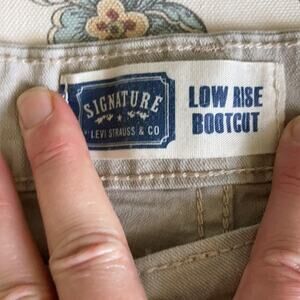 SIGNATURE
LEVI STRAUSS & CO
LOW RISE
BOOTCUT